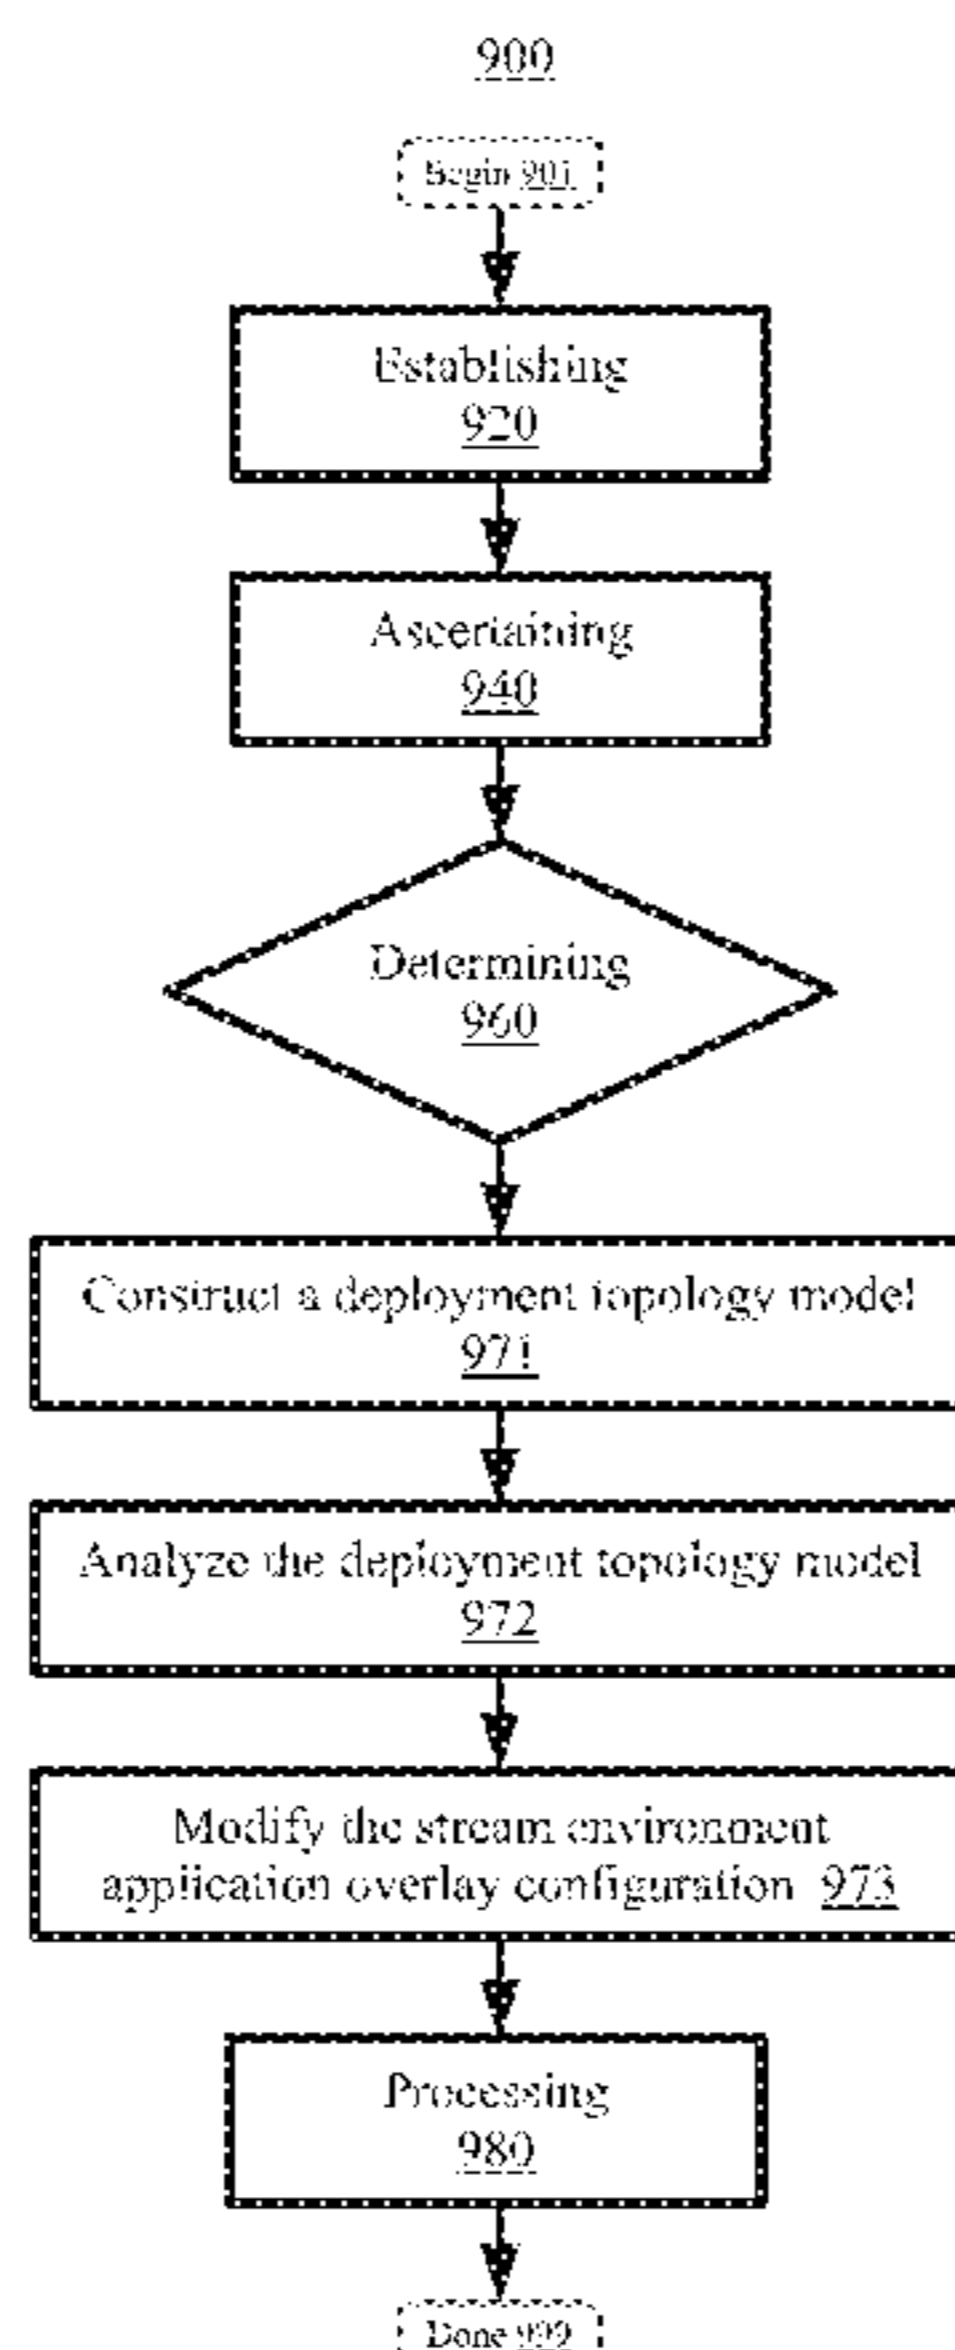 900
Begin 901
Establishing
920
Ascertaining
940
Determining
960
Construct a deployment topology model
971
Analyze the deployment topology model
972
Modify the stream environment
application overlay configuration 973
Processing
980
Done 999